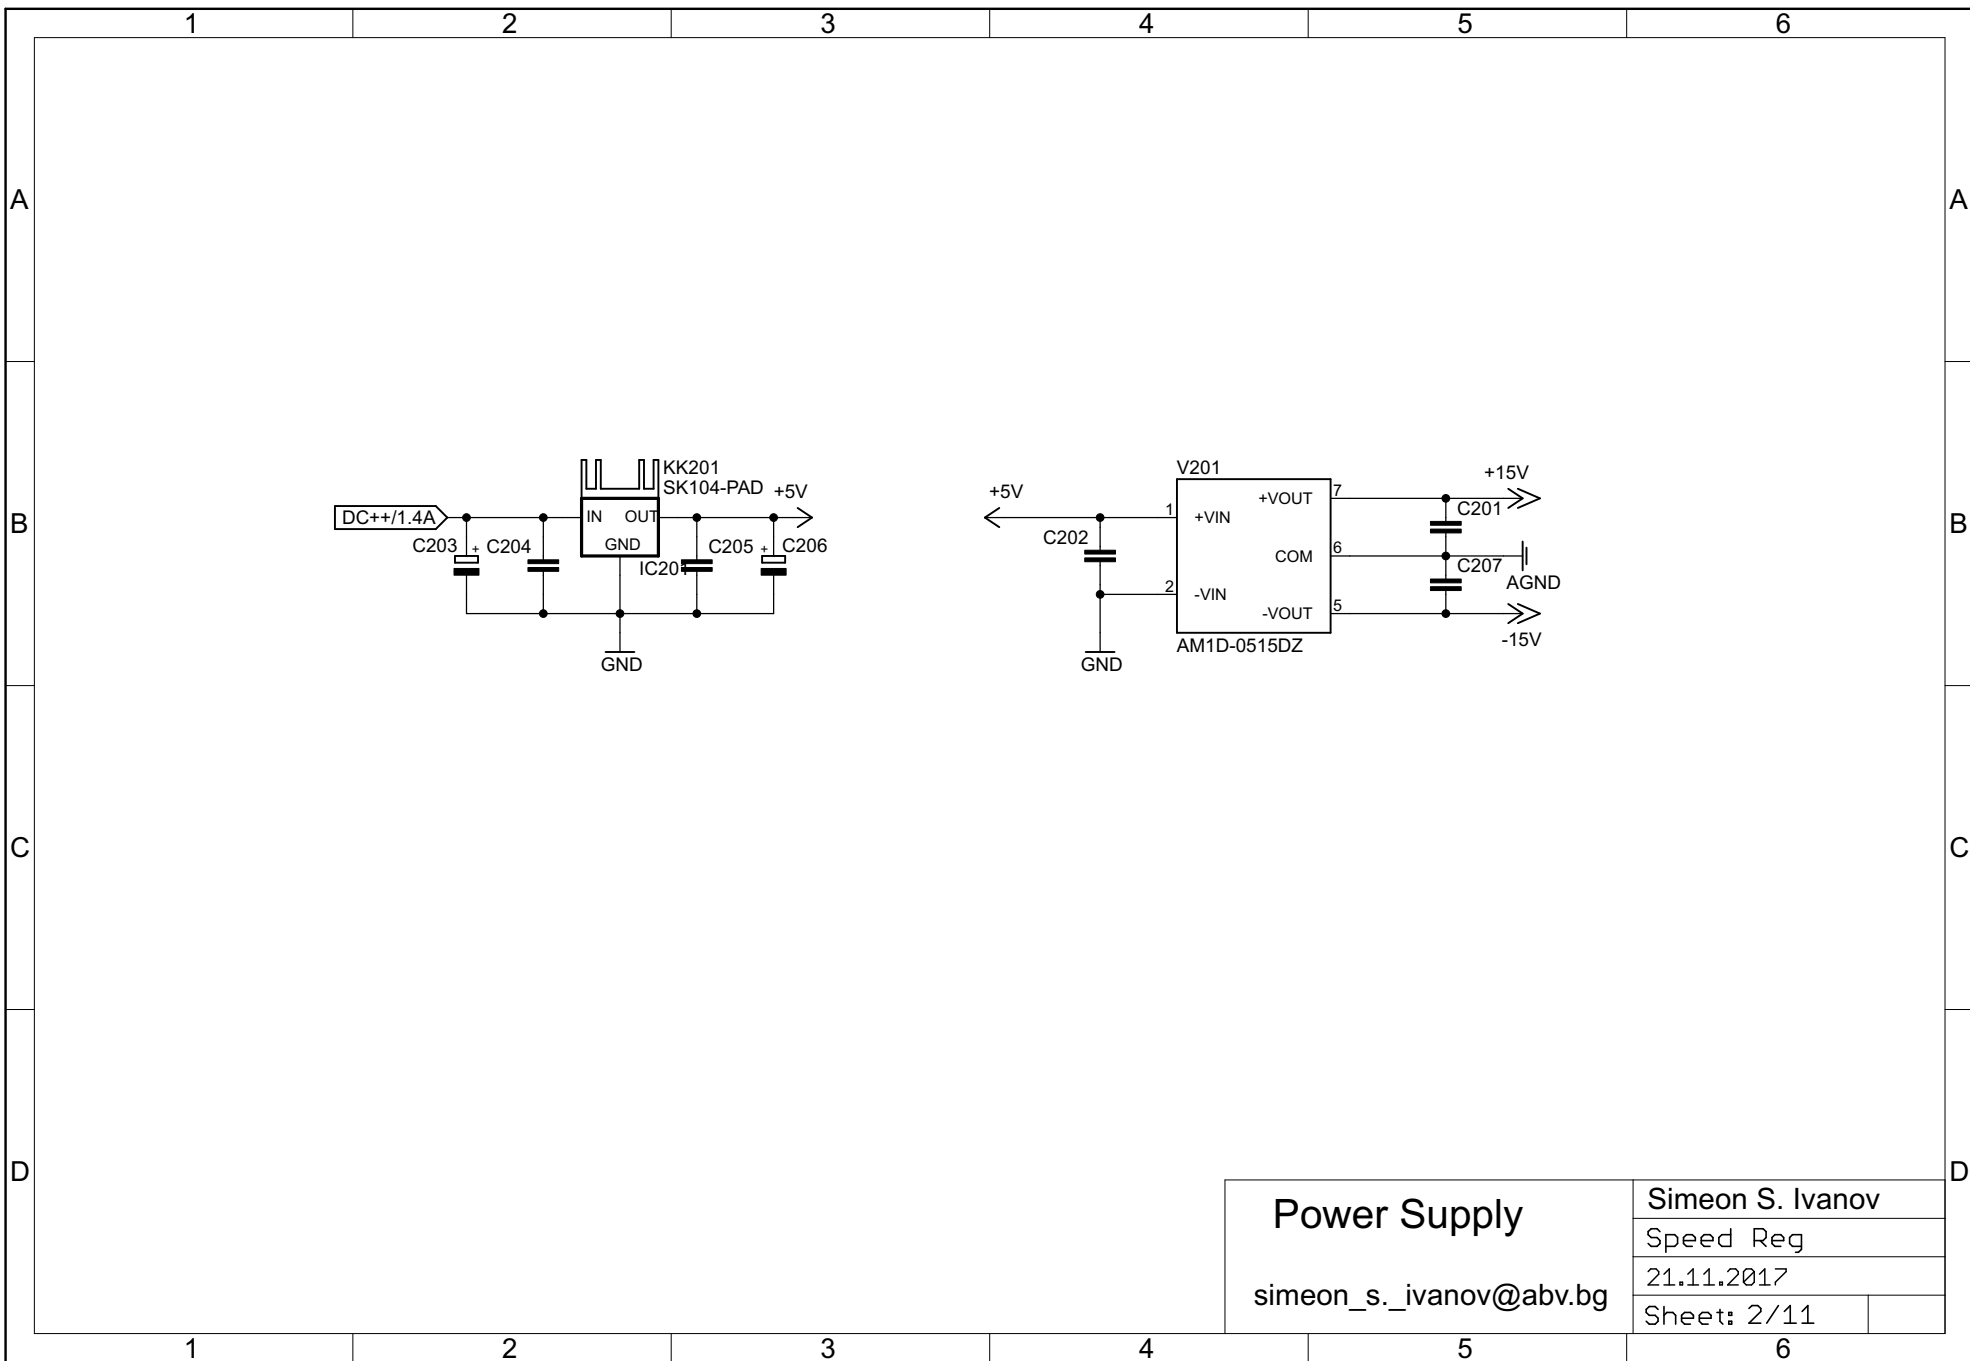 1 2 3 4 5 6
A A
KK201
SK104-PAD
+5V
DC++/1.4A
IN OUT
GND
C203 + C204
IC201
C205 + C206
GND
B B
+5V
V201
+15V
1 +VIN
+VOUT 7
C201
C202
COM 6
C207
AGND
2 -VIN
-VOUT 5
AM1D-0515DZ
-15V
GND
C C
D D
Power Supply
simeon_s._ivanov@abv.bg
Simeon S. Ivanov
Speed Reg
21.11.2017
Sheet: 2/11
1 2 3 4 5 6